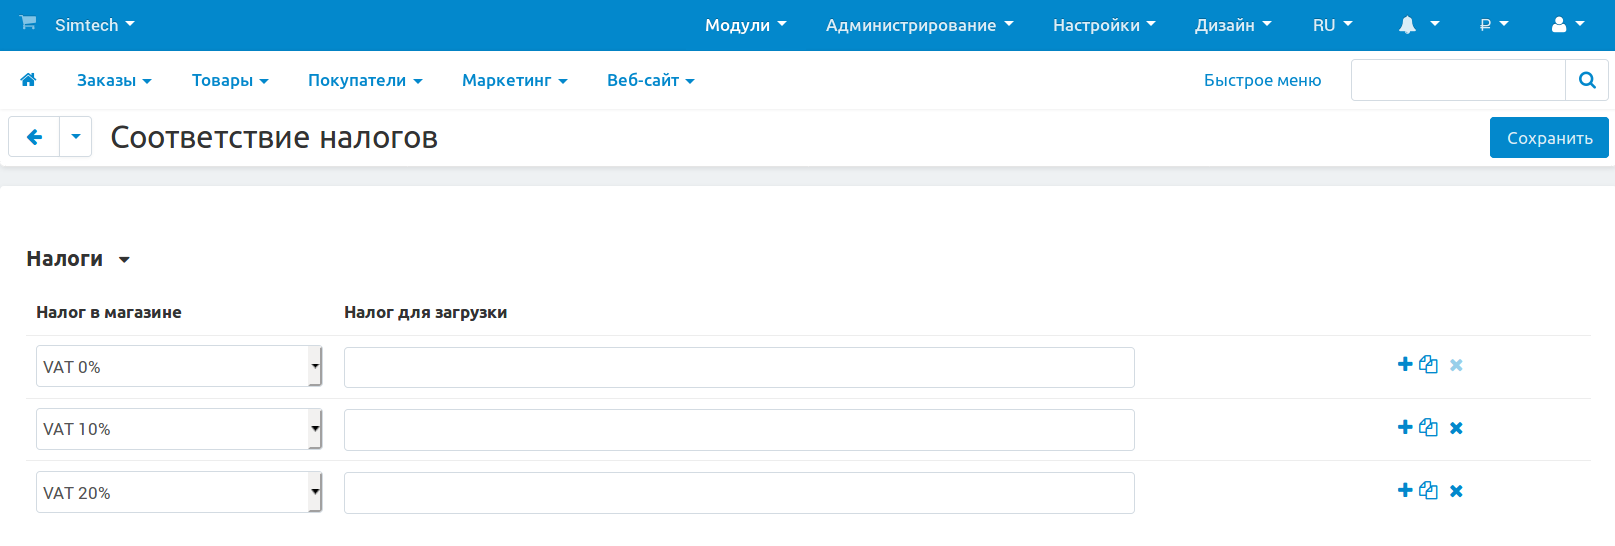 Simtech Модули Администрирование Настройки Дизайн RU ₽
Заказы Товары Покупатели Маркетинг Веб-сайт Быстрое меню
Соответствие налогов Сохранить
Налоги
Налог в магазине Налог для загрузки
VAT 0%
VAT 10%
VAT 20%